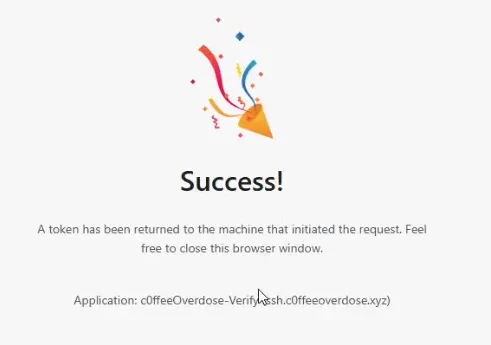 Success!
A token has been returned to the machine that initiated the request. Feel
free to close this browser window.
Application: c0ffeeOverdose-Verify ssh.c0ffeeoverdose.xyz)